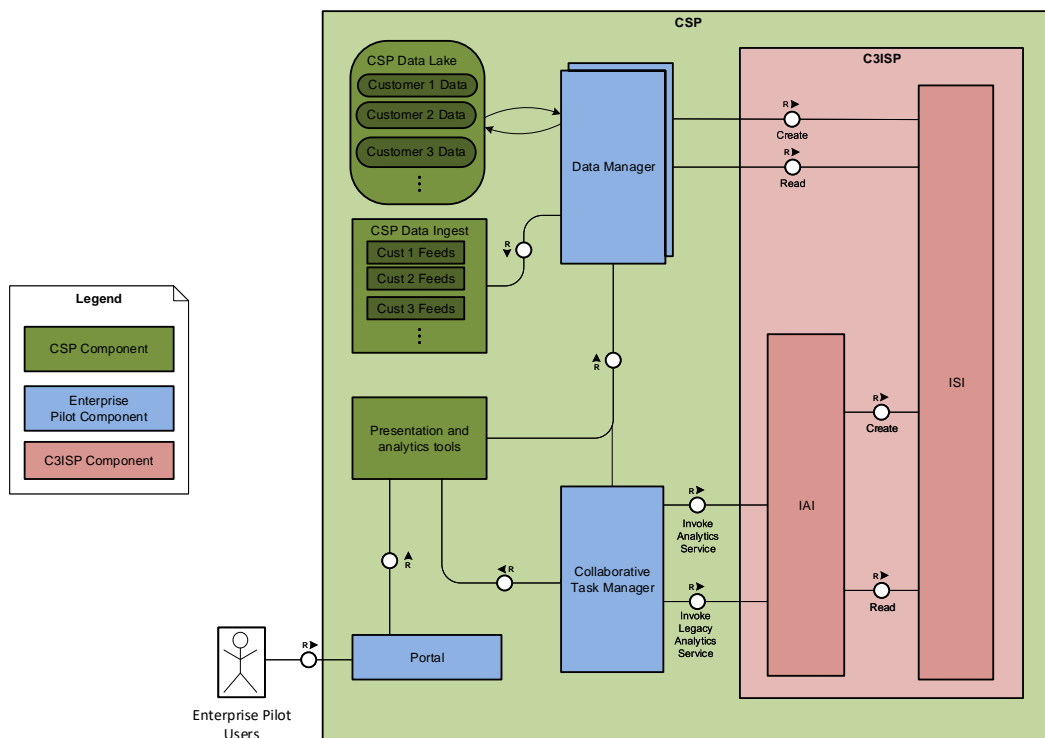 CSP
C3ISP
CSP Data Lake
Customer 1 Data
Customer 2 Data
Customer 3 Data
Data Manager
R
Create
R
Read
CSP Data Ingest
Cust 1 Feeds
Cust 2 Feeds
Cust 3 Feeds
R
Legend
CSP Component
Enterprise
Pilot Component
C3ISP Component
R
ISI
R
Create
Presentation and
analytics tools
R
Invoke
Analytics
Service
IAI
R
R
Collaborative
Task Manager
R
Read
R
Invoke
Legacy
Analytics
Service
R
Portal
Enterprise Pilot
Users